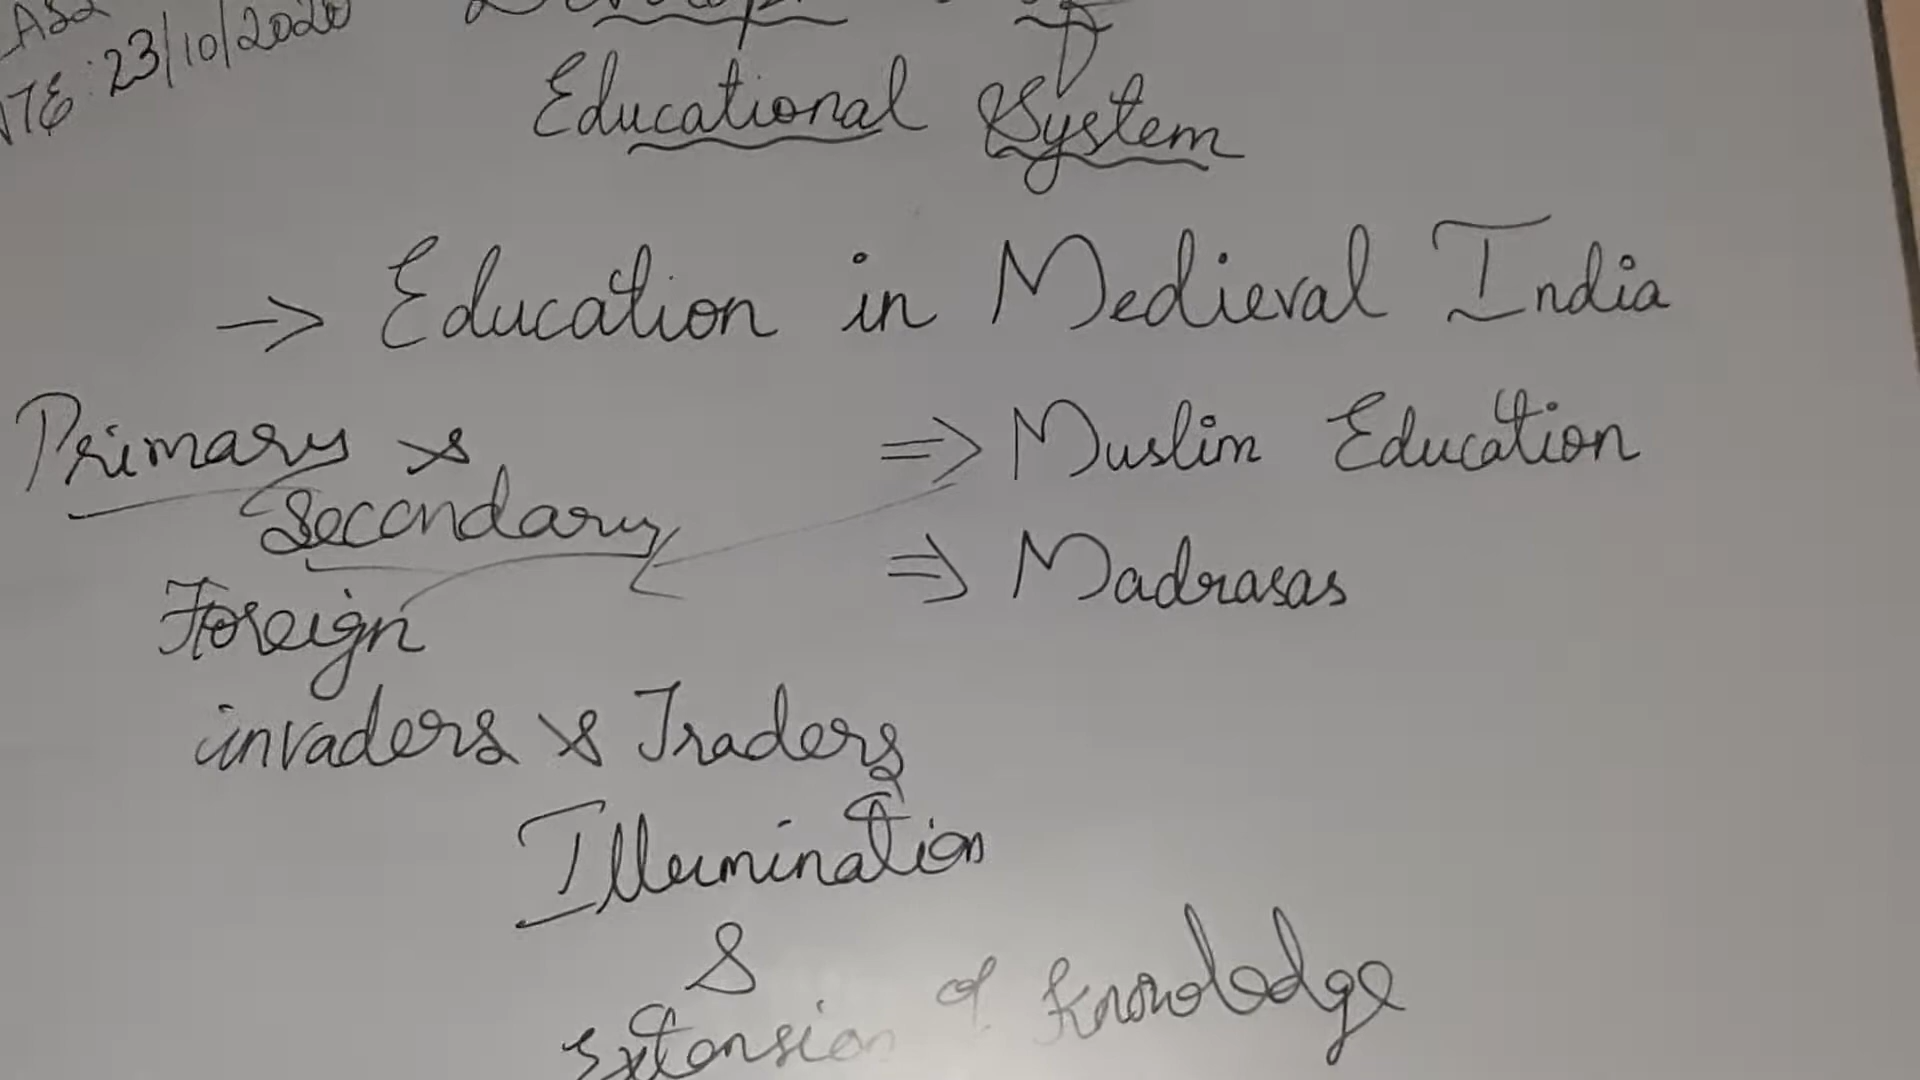 23/10/2020
Educational System
→ Education in Medieval India
Primary & ⇒ Muslim Education
Secondary
⇒ Madrasas
Foreign
invaders & Traders
Illumination
&
Extension of knowledge